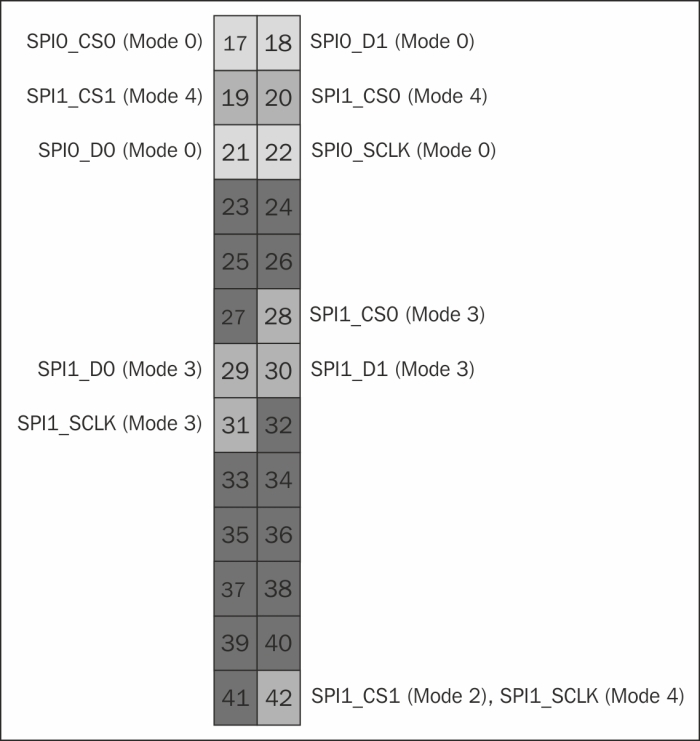 SPI0_CS0 (Mode 0) 17 18 SPI0_D1 (Mode 0)
SPI1_CS1 (Mode 4) 19 20 SPI1_CS0 (Mode 4)
SPI0_D0 (Mode 0) 21 22 SPI0_SCLK (Mode 0)
23 24
25 26
27 28 SPI1_CS0 (Mode 3)
SPI1_D0 (Mode 3) 29 30 SPI1_D1 (Mode 3)
SPI1_SCLK (Mode 3) 31 32
33 34
35 36
37 38
39 40
41 42 SPI1_CS1 (Mode 2), SPI1_SCLK (Mode 4)